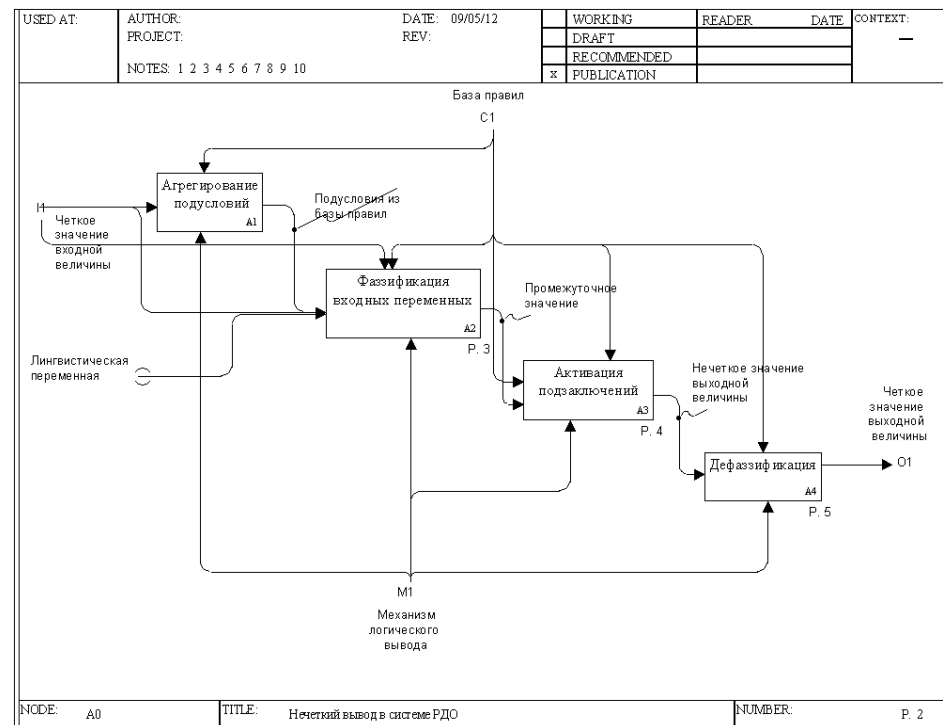 USED AT:
AUTHOR:
DATE: 09/05/12
WORKING
READER
DATE
CONTEXT:
PROJECT:
REV:
DRAFT
RECOMMENDED
NOTES: 1 2 3 4 5 6 7 8 9 10
x
PUBLICATION
База правил
C1
Агрегирование
подусловий
A1
Подусловия из
базы правил
I1
Четкое
значение
входной
величины
Фаззификация
входных переменных
A2
P. 3
Промежуточное
значение
Лингвистическая
переменная
Активация
подзаключений
A3
P. 4
Нечеткое значение
выходной
величины
Четкое
значение
выходной
величины
O1
Дефаззификация
A4
P. 5
M1
Механизм
логического
вывода
NODE:
A0
TITLE:
Нечеткий вывод в системе РДО
NUMBER:
P. 2